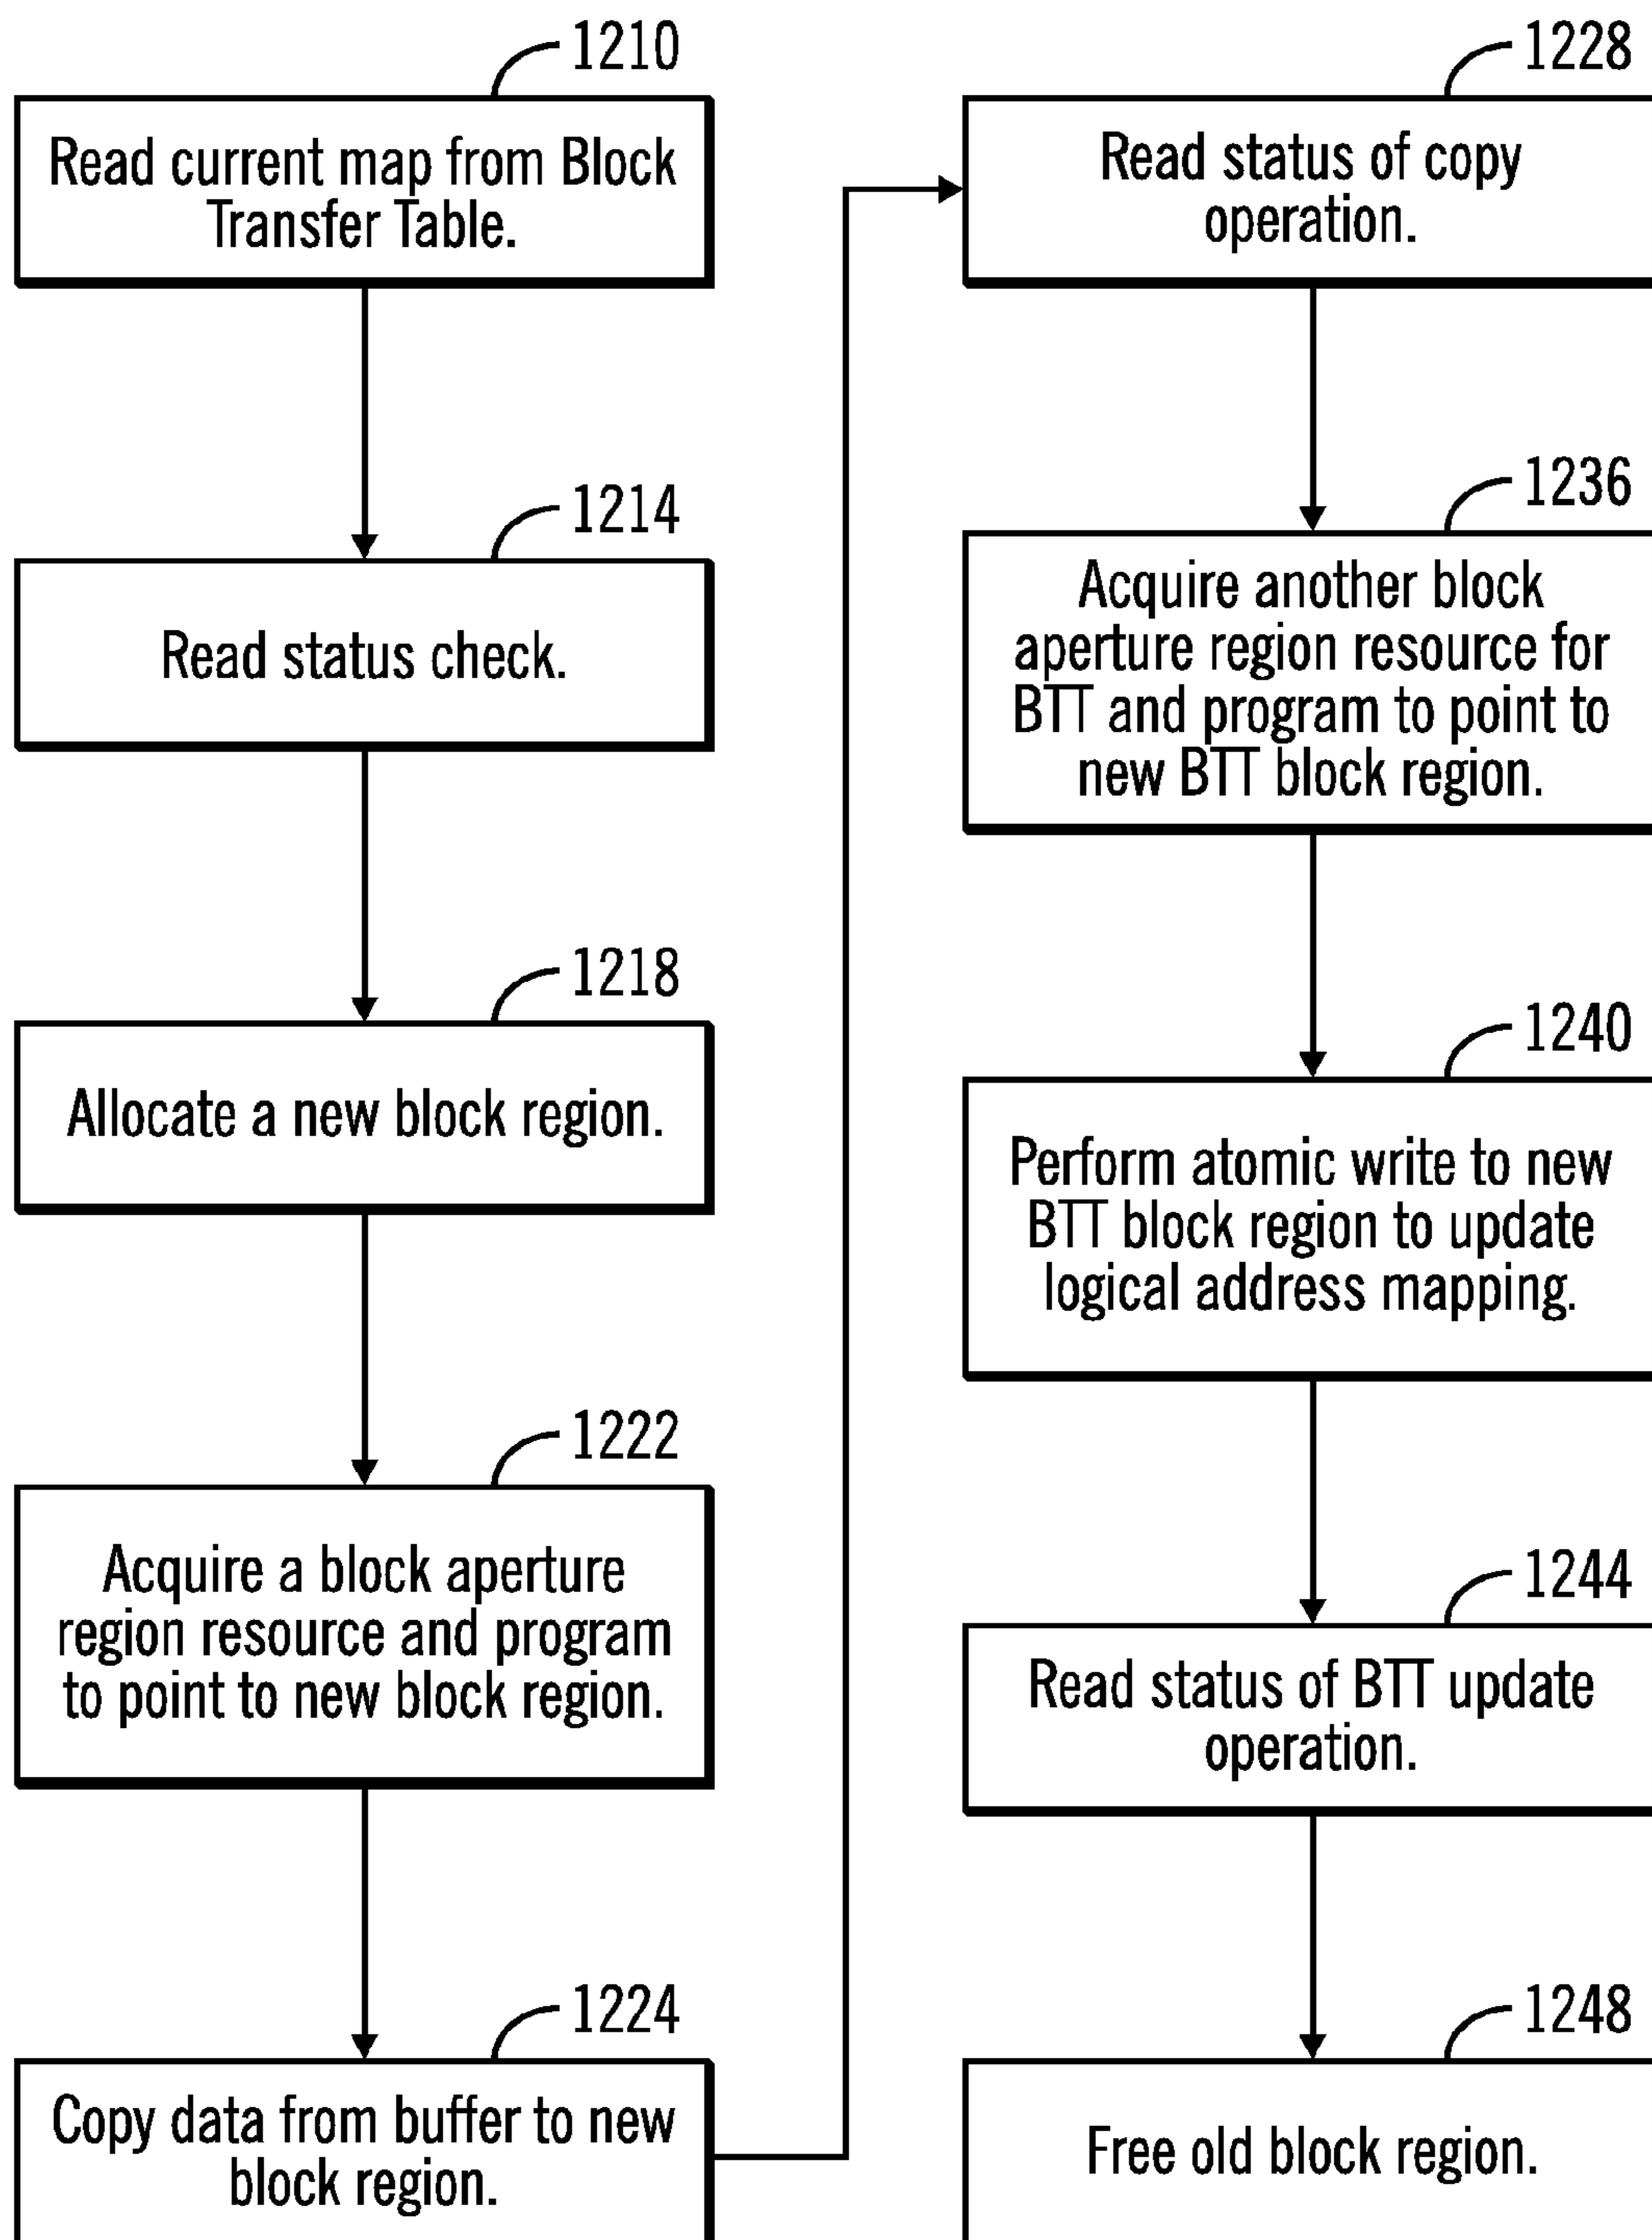 1210
Read current map from Block
Transfer Table.
1214
Read status check.
1218
Allocate a new block region.
1222
Acquire a block aperture
region resource and program
to point to new block region.
1224
Copy data from buffer to new
block region.
1228
Read status of copy
operation.
1236
Acquire another block
aperture region resource for
BTT and program to point to
new BTT block region.
1240
Perform atomic write to new
BTT block region to update
logical address mapping.
1244
Read status of BTT update
operation.
1248
Free old block region.